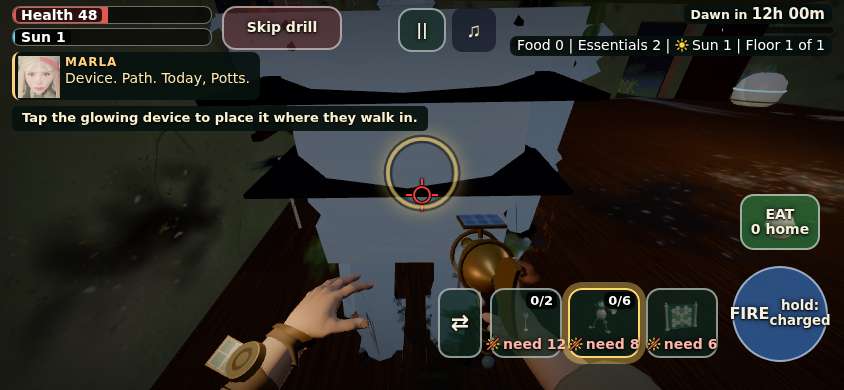 Health 48
Sun 1
Skip drill
Dawn in 12h 00m
Food 0 | Essentials 2 | ☀ Sun 1 | Floor 1 of 1
MARLA
Device. Path. Today, Potts.
Tap the glowing device to place it where they walk in.
EAT
0 home
0/2
need 12
0/6
need 8
need 6
FIRE
hold:
charged